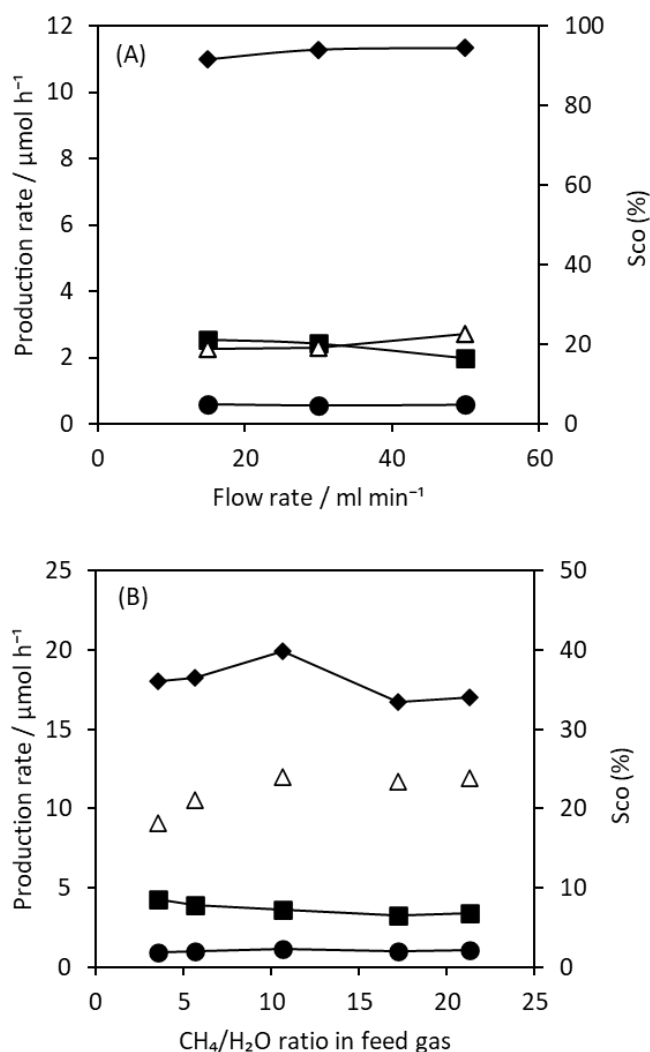 (A)
Production rate / µmol h⁻¹
12
10
8
6
4
2
0
100
80
60
40
20
0
Sco (%)
0 20 40 60
Flow rate / ml min⁻¹
(B)
Production rate / µmol h⁻¹
25
20
15
10
5
0
50
40
30
20
10
0
Sco (%)
0 5 10 15 20 25
CH₄/H₂O ratio in feed gas